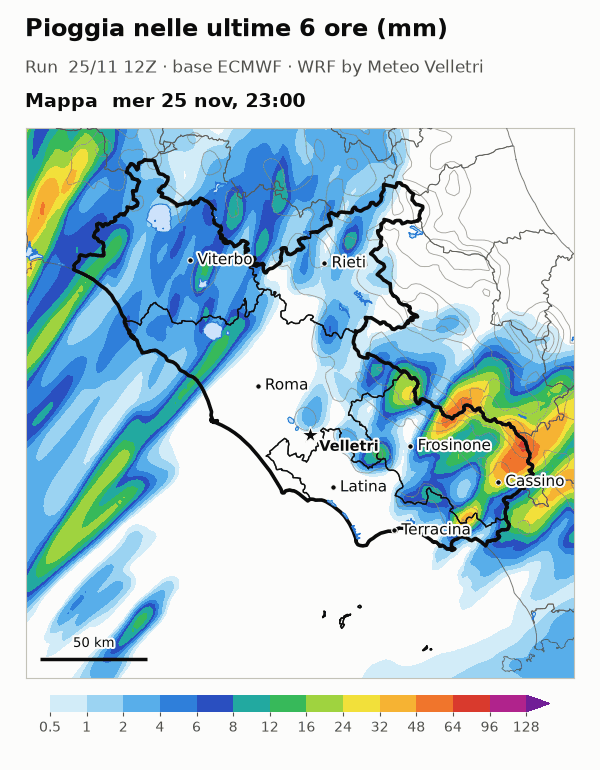 Pioggia nelle ultime 6 ore (mm)
Run  25/11 12Z · base ECMWF · WRF by Meteo Velletri
Mappa  mer 25 nov, 23:00
Viterbo
Rieti
Roma
Velletri
Frosinone
Cassino
Latina
Terracina
50 km
0.5 1 2 4 6 8 12 16 24 32 48 64 96 128